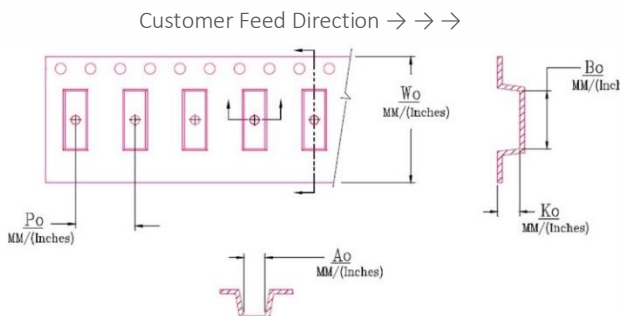 Customer Feed Direction → → →
Wo
MM/(Inches)
Bo
MM/(Inch
Po
MM/(Inches)
Ko
MM/(Inches)
Ao
MM/(Inches)